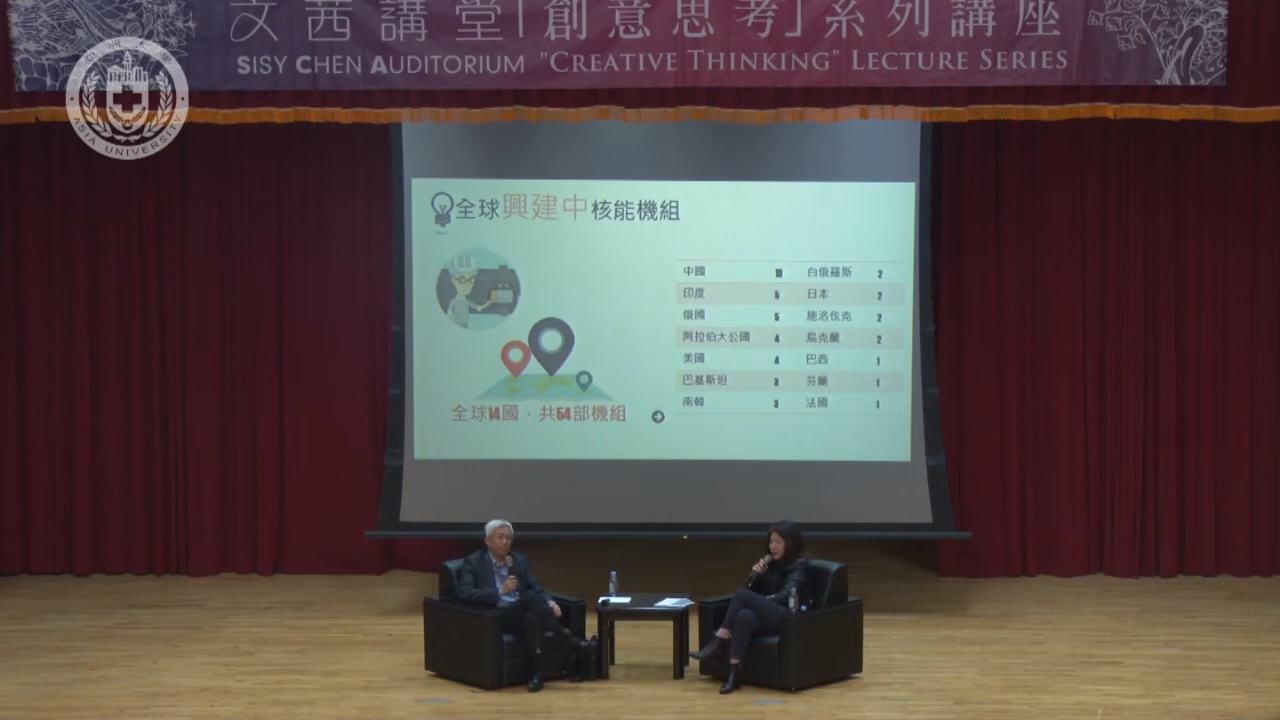 文茜講堂「創意思考」系列講座
SISY CHEN AUDITORIUM "CREATIVE THINKING" LECTURE SERIES
ASIA UNIVERSITY
全球興建中核能機組
中國 白俄羅斯 2
印度 5 日本 2
俄國 5 施洛伐克 2
阿拉伯大公國 4 烏克蘭 2
美國 4 巴西 1
巴基斯坦 3 芬蘭 1
南韓 3 法國 1
全球14國・共54部機組